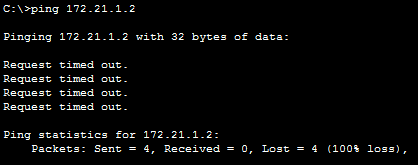 C:\>ping 172.21.1.2
Pinging 172.21.1.2 with 32 bytes of data:
Request timed out.
Request timed out.
Request timed out.
Request timed out.
Ping statistics for 172.21.1.2:
Packets: Sent = 4, Received = 0, Lost = 4 (100% loss),